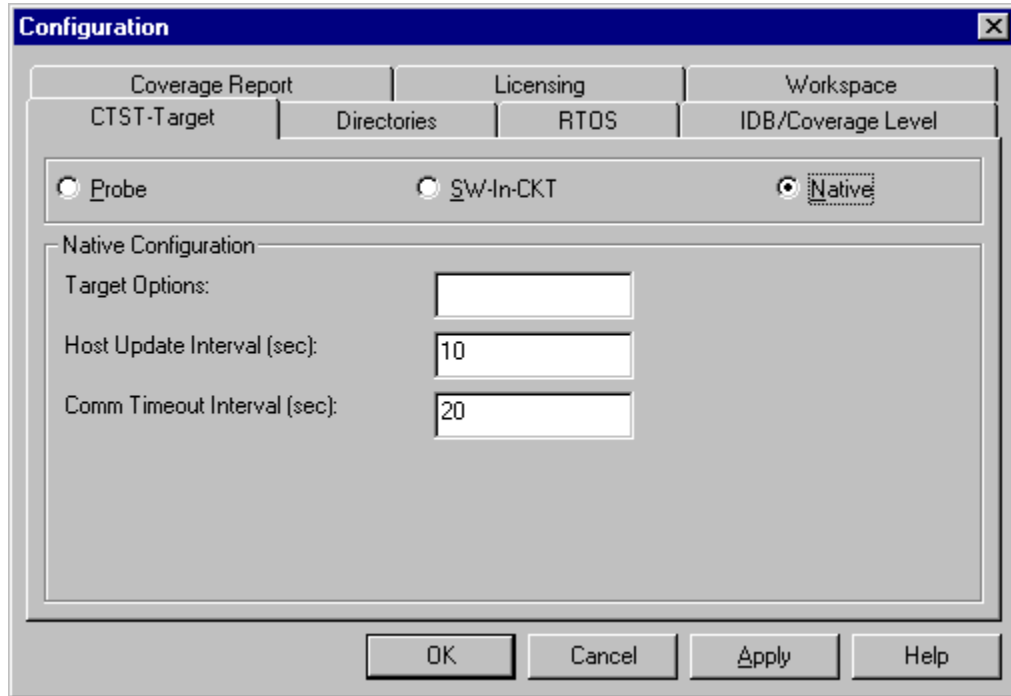 Configuration
Coverage Report Licensing Workspace
CTST-Target Directories RTOS IDB/Coverage Level
Probe SW-In-CKT Native
Native Configuration
Target Options:
Host Update Interval (sec): 10
Comm Timeout Interval (sec): 20
OK Cancel Apply Help